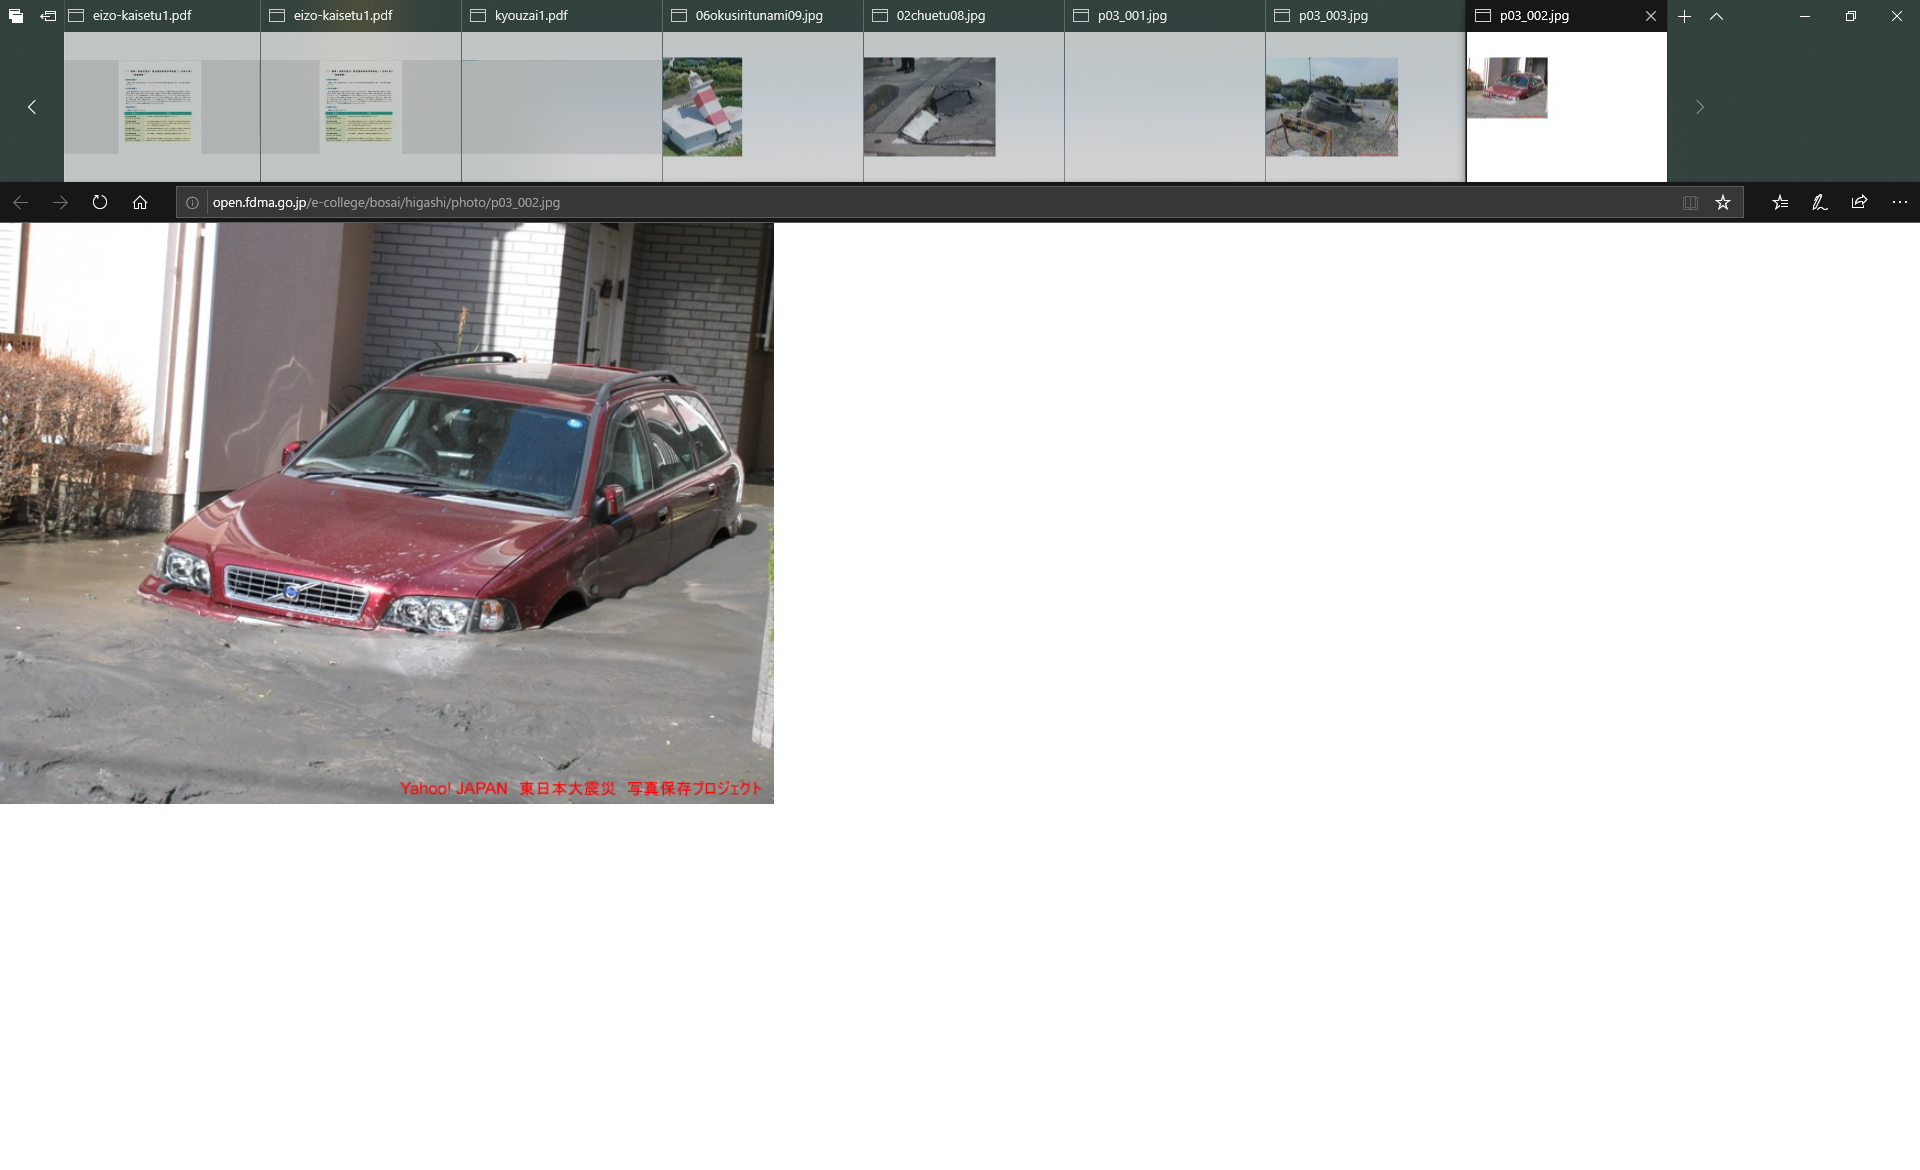 eizo-kaisetu1.pdf
eizo-kaisetu1.pdf
kyouzai1.pdf
06okusiritunami09.jpg
02chuetu08.jpg
p03_001.jpg
p03_003.jpg
p03_002.jpg
open.fdma.go.jp/e-college/bosai/higashi/photo/p03_002.jpg
Yahoo! JAPAN 東日本大震災 写真保存プロジェクト